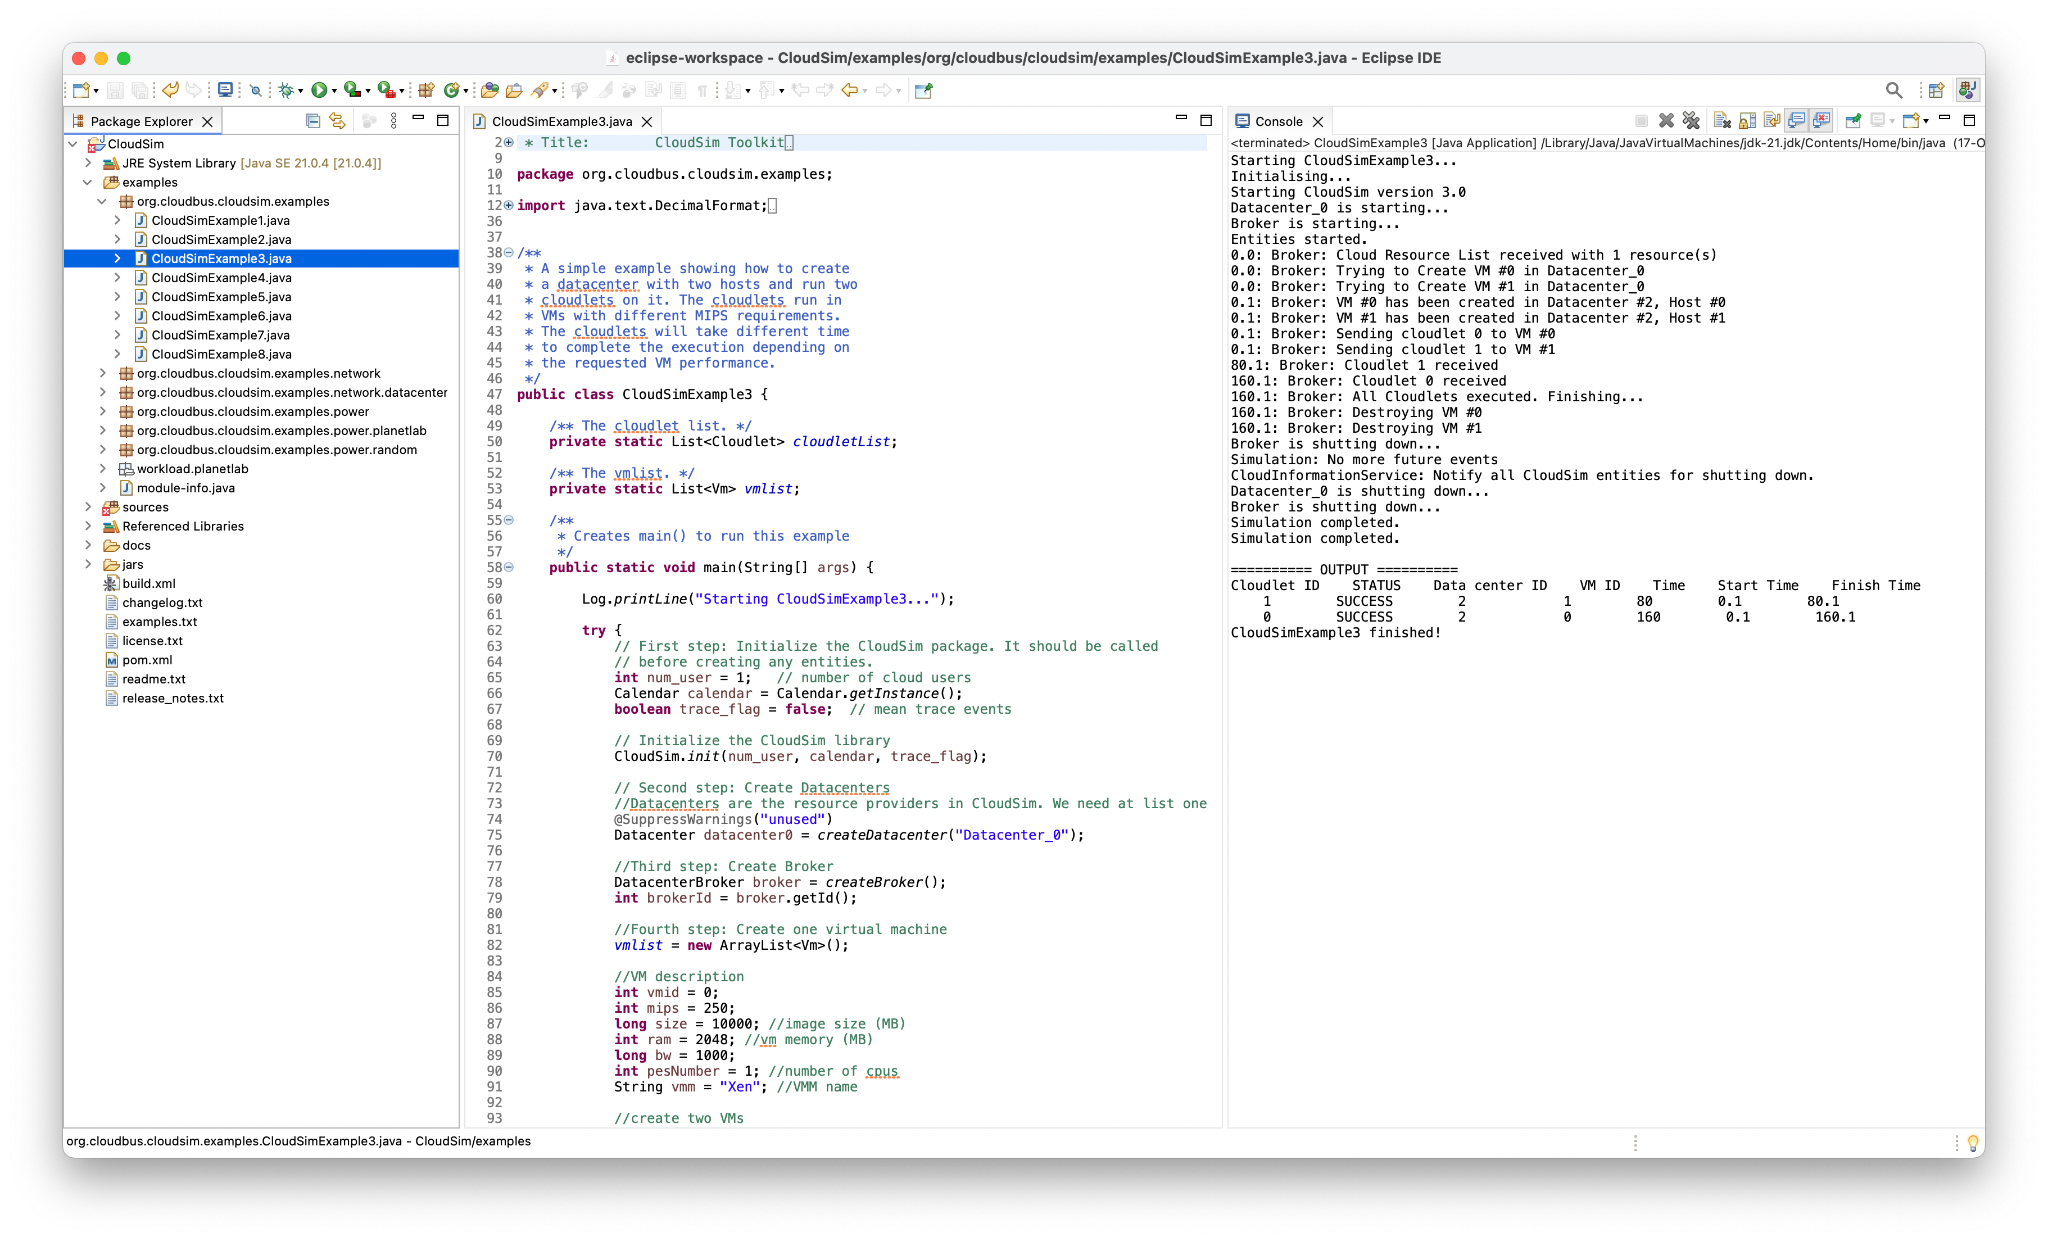 eclipse-workspace - CloudSim/examples/org/cloudbus/cloudsim/examples/CloudSimExample3.java - Eclipse IDE
Package Explorer
CloudSim
JRE System Library [Java SE 21.0.4 [21.0.4]]
examples
org.cloudbus.cloudsim.examples
CloudSimExample1.java
CloudSimExample2.java
CloudSimExample3.java
CloudSimExample4.java
CloudSimExample5.java
CloudSimExample6.java
CloudSimExample7.java
CloudSimExample8.java
org.cloudbus.cloudsim.examples.network
org.cloudbus.cloudsim.examples.network.datacenter
org.cloudbus.cloudsim.examples.power
org.cloudbus.cloudsim.examples.power.planetlab
org.cloudbus.cloudsim.examples.power.random
workload.planetlab
module-info.java
sources
Referenced Libraries
docs
jars
build.xml
changelog.txt
examples.txt
license.txt
pom.xml
readme.txt
release_notes.txt
CloudSimExample3.java
2 * Title:        CloudSim Toolkit
9
10 package org.cloudbus.cloudsim.examples;
11
12 import java.text.DecimalFormat;
36
37
38 /**
39  * A simple example showing how to create
40  * a datacenter with two hosts and run two
41  * cloudlets on it. The cloudlets run in
42  * VMs with different MIPS requirements.
43  * The cloudlets will take different time
44  * to complete the execution depending on
45  * the requested VM performance.
46  */
47 public class CloudSimExample3 {
48
49     /** The cloudlet list. */
50     private static List<Cloudlet> cloudletList;
51
52     /** The vmlist. */
53     private static List<Vm> vmlist;
54
55     /**
56      * Creates main() to run this example
57      */
58     public static void main(String[] args) {
59
60         Log.printLine("Starting CloudSimExample3...");
61
62         try {
63             // First step: Initialize the CloudSim package. It should be called
64             // before creating any entities.
65             int num_user = 1;   // number of cloud users
66             Calendar calendar = Calendar.getInstance();
67             boolean trace_flag = false;  // mean trace events
68
69             // Initialize the CloudSim library
70             CloudSim.init(num_user, calendar, trace_flag);
71
72             // Second step: Create Datacenters
73             //Datacenters are the resource providers in CloudSim. We need at list one
74             @SuppressWarnings("unused")
75             Datacenter datacenter0 = createDatacenter("Datacenter_0");
76
77             //Third step: Create Broker
78             DatacenterBroker broker = createBroker();
79             int brokerId = broker.getId();
80
81             //Fourth step: Create one virtual machine
82             vmlist = new ArrayList<Vm>();
83
84             //VM description
85             int vmid = 0;
86             int mips = 250;
87             long size = 10000; //image size (MB)
88             int ram = 2048; //vm memory (MB)
89             long bw = 1000;
90             int pesNumber = 1; //number of cpus
91             String vmm = "Xen"; //VMM name
92
93             //create two VMs
Console
<terminated> CloudSimExample3 [Java Application] /Library/Java/JavaVirtualMachines/jdk-21.jdk/Contents/Home/bin/java (17-O
Starting CloudSimExample3...
Initialising...
Starting CloudSim version 3.0
Datacenter_0 is starting...
Broker is starting...
Entities started.
0.0: Broker: Cloud Resource List received with 1 resource(s)
0.0: Broker: Trying to Create VM #0 in Datacenter_0
0.0: Broker: Trying to Create VM #1 in Datacenter_0
0.1: Broker: VM #0 has been created in Datacenter #2, Host #0
0.1: Broker: VM #1 has been created in Datacenter #2, Host #1
0.1: Broker: Sending cloudlet 0 to VM #0
0.1: Broker: Sending cloudlet 1 to VM #1
80.1: Broker: Cloudlet 1 received
160.1: Broker: Cloudlet 0 received
160.1: Broker: All Cloudlets executed. Finishing...
160.1: Broker: Destroying VM #0
160.1: Broker: Destroying VM #1
Broker is shutting down...
Simulation: No more future events
CloudInformationService: Notify all CloudSim entities for shutting down.
Datacenter_0 is shutting down...
Broker is shutting down...
Simulation completed.
Simulation completed.
========== OUTPUT ==========
Cloudlet ID    STATUS    Data center ID    VM ID    Time    Start Time    Finish Time
1        SUCCESS        2            1        80        0.1        80.1
0        SUCCESS        2            0        160        0.1        160.1
CloudSimExample3 finished!
org.cloudbus.cloudsim.examples.CloudSimExample3.java - CloudSim/examples